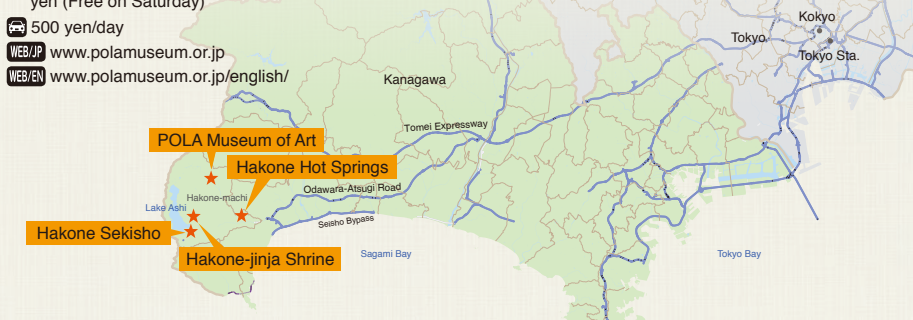 yen (Free on Saturday)
500 yen/day
WEB/JP www.polamuseum.or.jp
WEB/EN www.polamuseum.or.jp/english/
Kokyo
Tokyo
Tokyo Sta.
Kanagawa
Tomei Expressway
POLA Museum of Art
Hakone Hot Springs
Odawara-Atsugi Road
Hakone-machi
Lake Ashi
Seisho Bypass
Hakone Sekisho
Hakone-jinja Shrine
Sagami Bay
Tokyo Bay